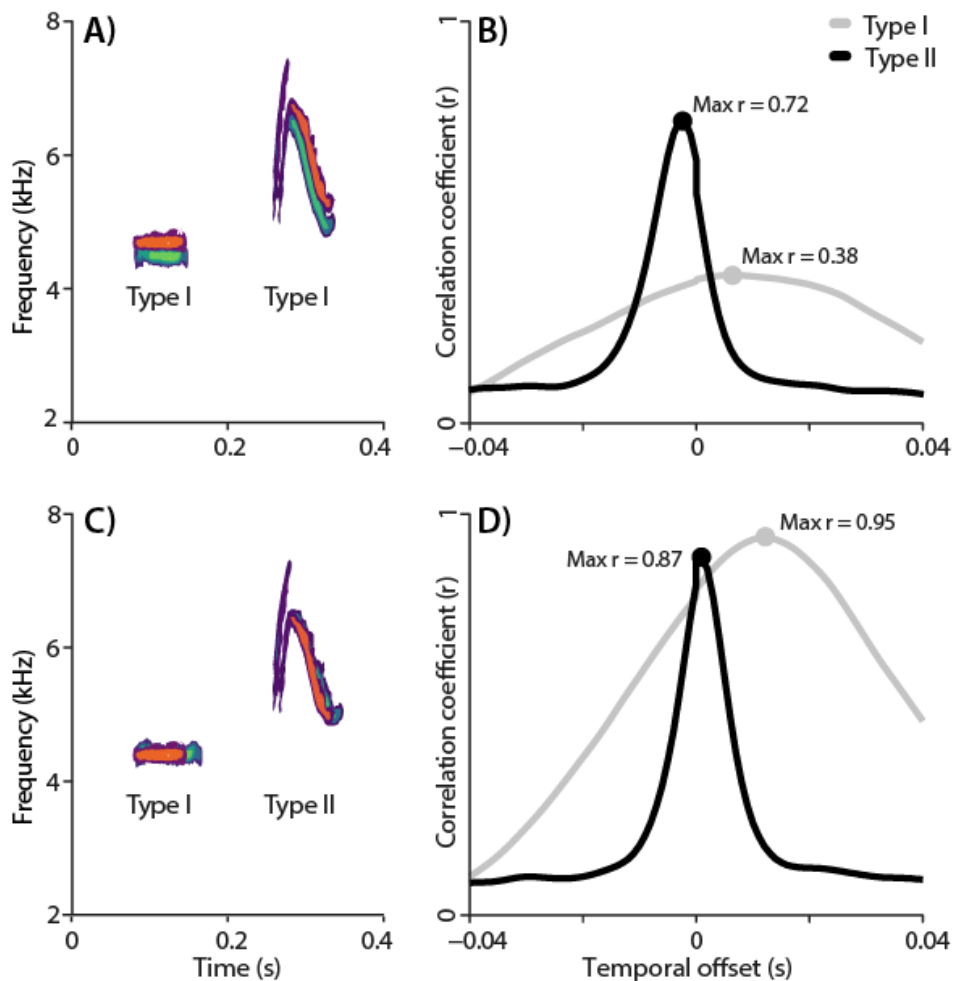 A)
8
6
4
2
0
0.2
0.4
Frequency (kHz)
Type I
Type I
B)
Type I
Type II
1
0
Correlation coefficient (r)
Max r = 0.72
Max r = 0.38
−0.04
0
0.04
C)
8
6
4
2
0
0.2
0.4
Frequency (kHz)
Time (s)
Type I
Type II
D)
1
0
Correlation coefficient (r)
Max r = 0.95
Max r = 0.87
−0.04
0
0.04
Temporal offset (s)